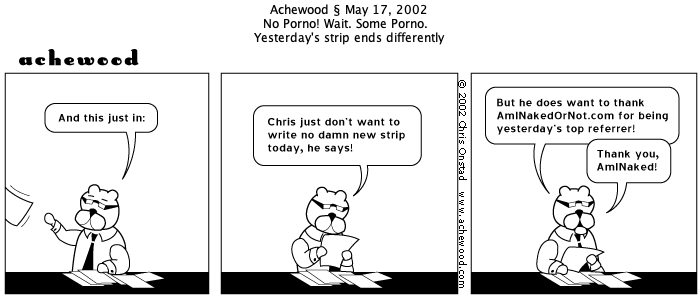 Achewood § May 17, 2002
No Porno! Wait. Some Porno.
Yesterday's strip ends differently
achewood
And this just in:
Chris just don't want to
write no damn new strip
today, he says!
© 2002 Chris Onstad www.achewood.com
But he does want to thank
AmINakedOrNot.com for being
yesterday's top referrer!
Thank you,
AmINaked!